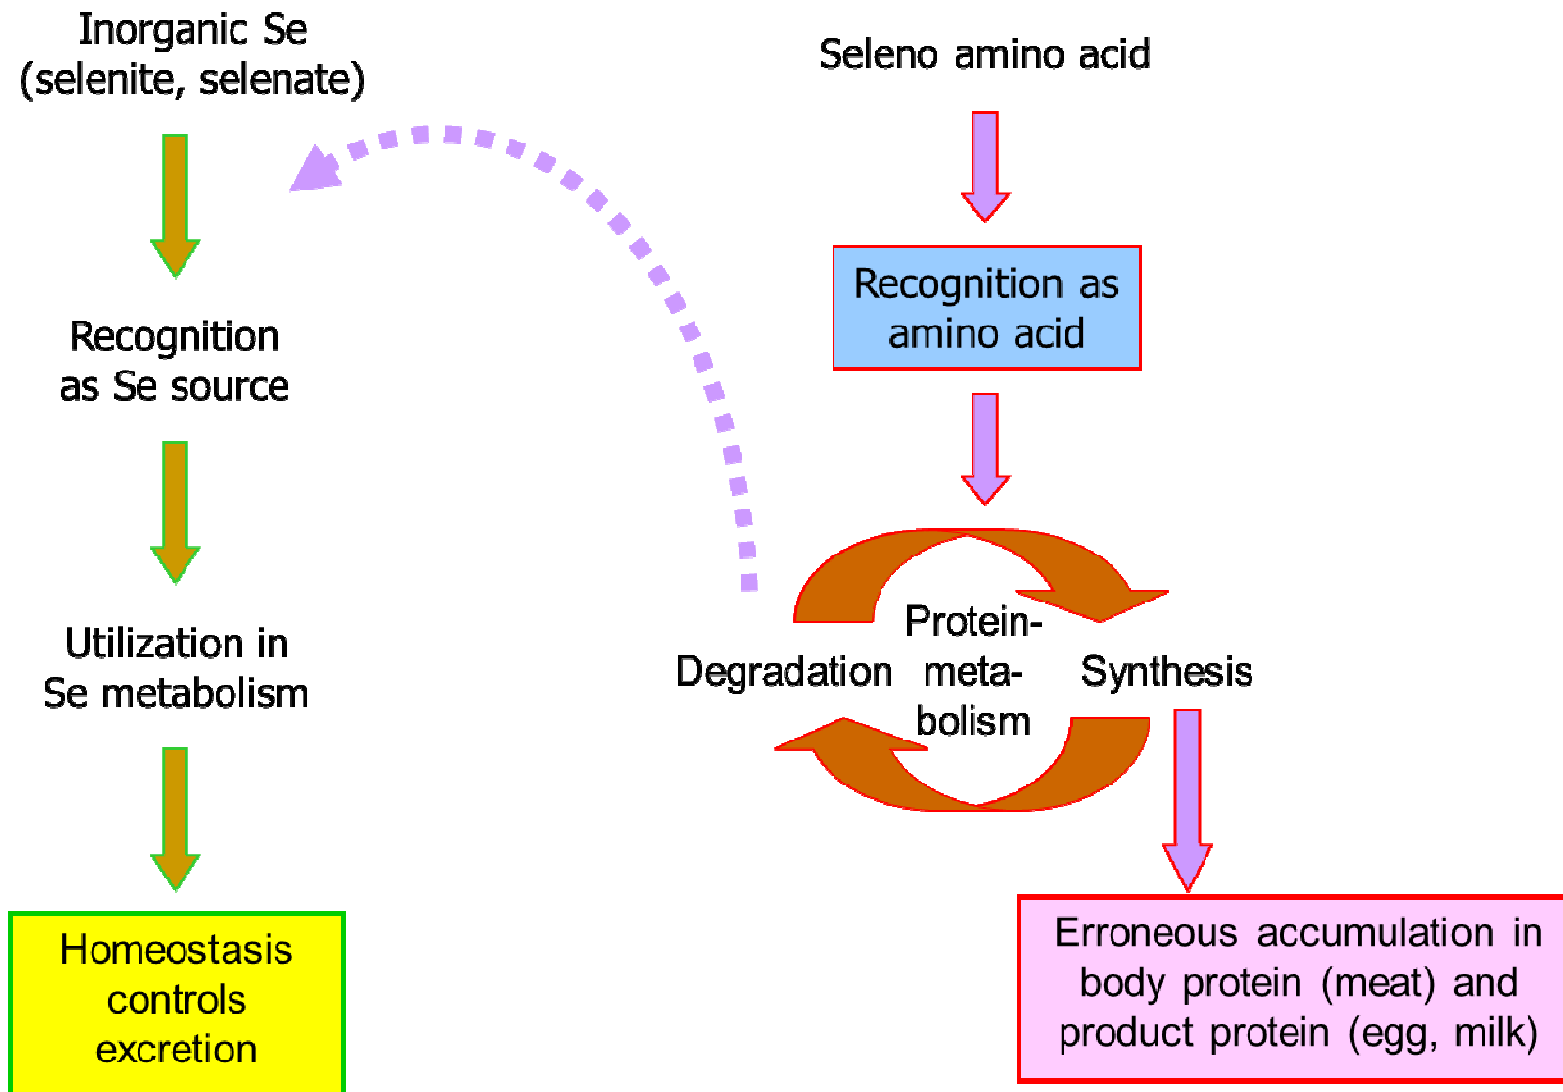 Inorganic Se
(selenite, selenate)
Recognition
as Se source
Utilization in
Se metabolism
Homeostasis
controls
excretion
Seleno amino acid
Recognition as
amino acid
Degradation
Protein-
meta-
bolism
Synthesis
Erroneous accumulation in
body protein (meat) and
product protein (egg, milk)